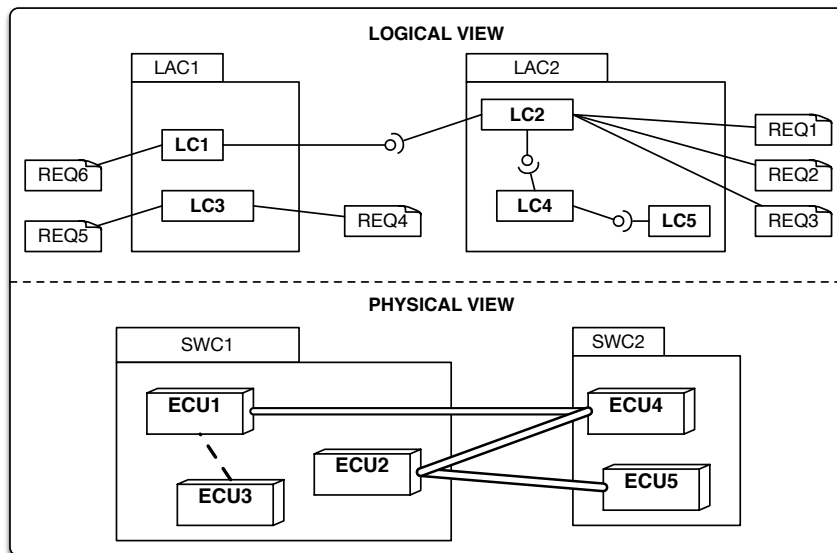 LOGICAL VIEW
LAC1
LAC2
LC1
LC2
REQ1
REQ6
REQ2
LC3
LC4
REQ5
REQ4
LC5
REQ3
PHYSICAL VIEW
SWC1
SWC2
ECU1
ECU4
ECU2
ECU3
ECU5